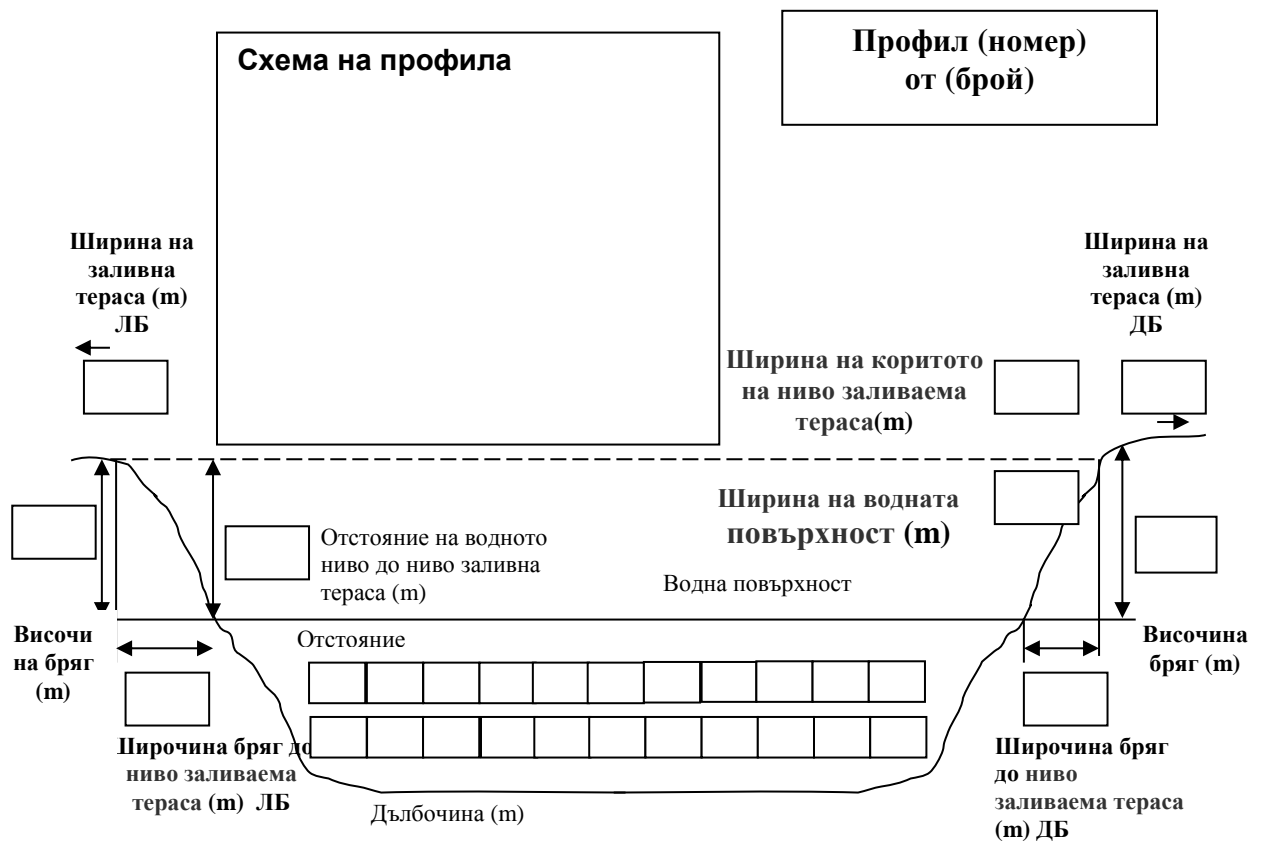 Схема на профила
Профил (номер)
от (брой)
Ширина на
заливна
тераса (m)
ЛБ
Ширина на
заливна
тераса (m)
ДБ
Ширина на коритото
на ниво заливаема
тераса(m)
Ширина на водната
повърхност (m)
Отстояние на водното
ниво до ниво заливна
тераса (m)
Водна повърхност
Височи
на бряг
(m)
Отстояние
Височина
бряг (m)
Широчина бряг до
ниво заливаема
тераса (m) ЛБ
Дълбочина (m)
Широчина бряг
до ниво
заливаема тераса
(m) ДБ